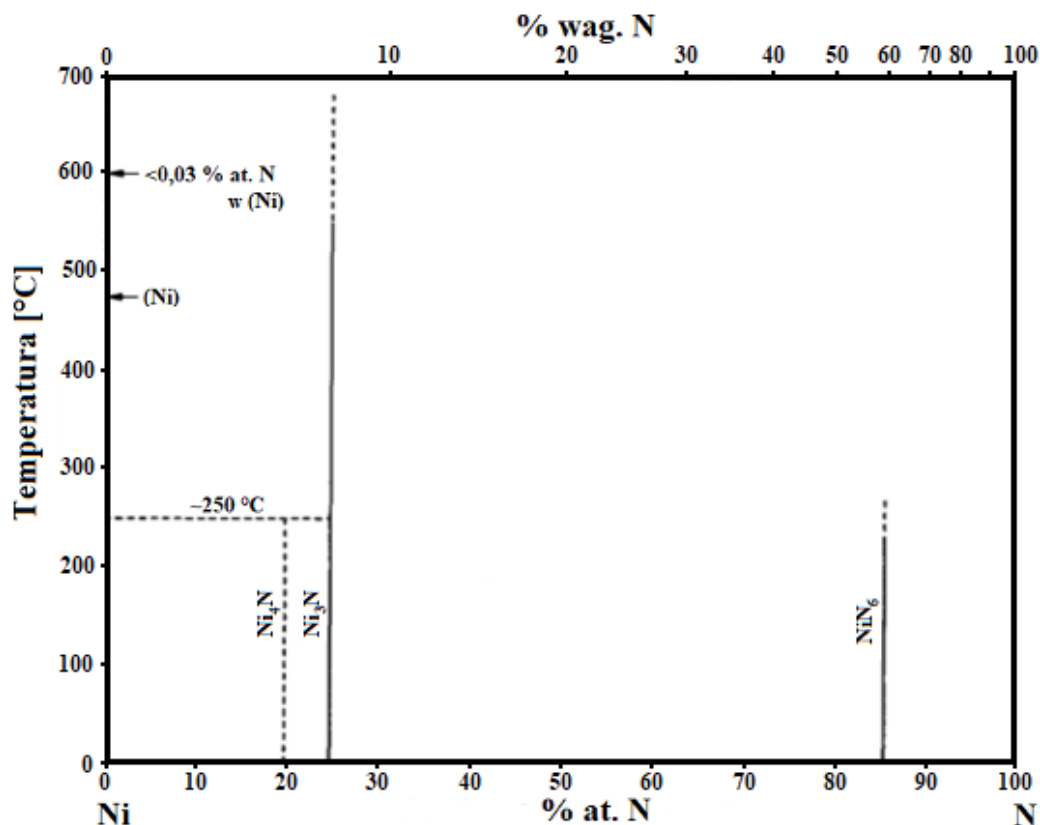 % wag. N
0 10 20 30 40 50 60 70 80 100
700
600
500
400
300
200
100
0
Temperatura [°C]
<0,03 % at. N
w (Ni)
(Ni)
–250 °C
Ni₄N
Ni₃N
NiN₆
0 10 20 30 40 50 60 70 80 90 100
Ni % at. N N